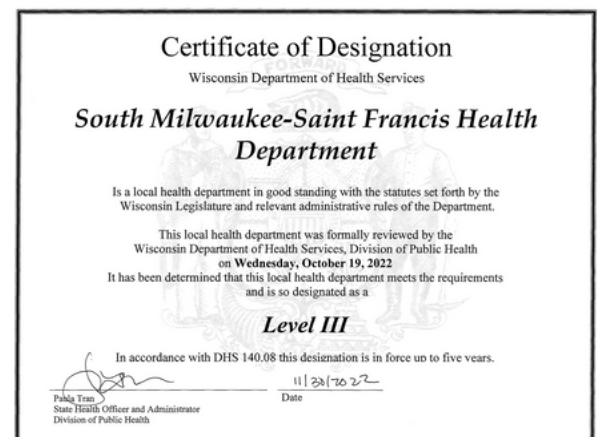 FORWARD
Certificate of Designation
Wisconsin Department of Health Services
South Milwaukee-Saint Francis Health
Department
Is a local health department in good standing with the statutes set forth by the
Wisconsin Legislature and relevant administrative rules of the Department.
This local health department was formally reviewed by the
Wisconsin Department of Health Services, Division of Public Health
on Wednesday, October 19, 2022
It has been determined that this local health department meets the requirements
and is so designated as a
Level III
In accordance with DHS 140.08 this designation is in force up to five years.
11/30/2022
Paula Tran
Date
State Health Officer and Administrator
Division of Public Health